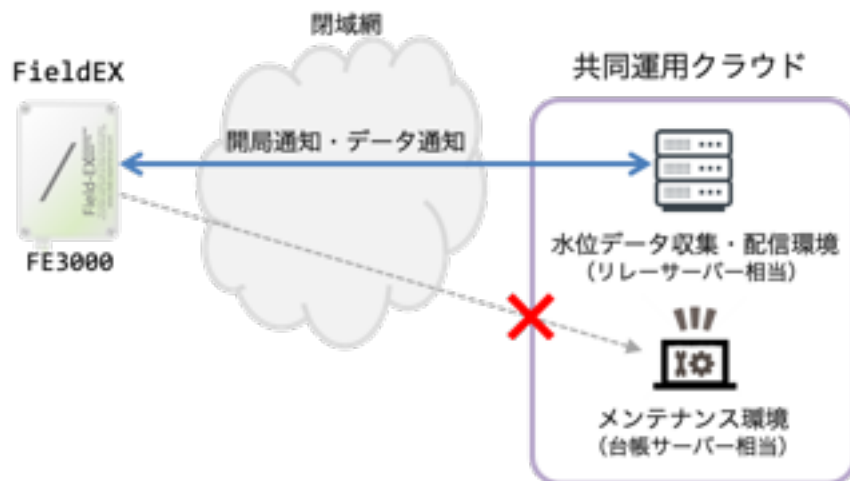 閉域網
FieldEX
共同運用クラウド
開局通知・データ通知
Field-EX
FE3000
水位データ収集・配信環境
(リレーサーバー相当)
メンテナンス環境
(台帳サーバー相当)